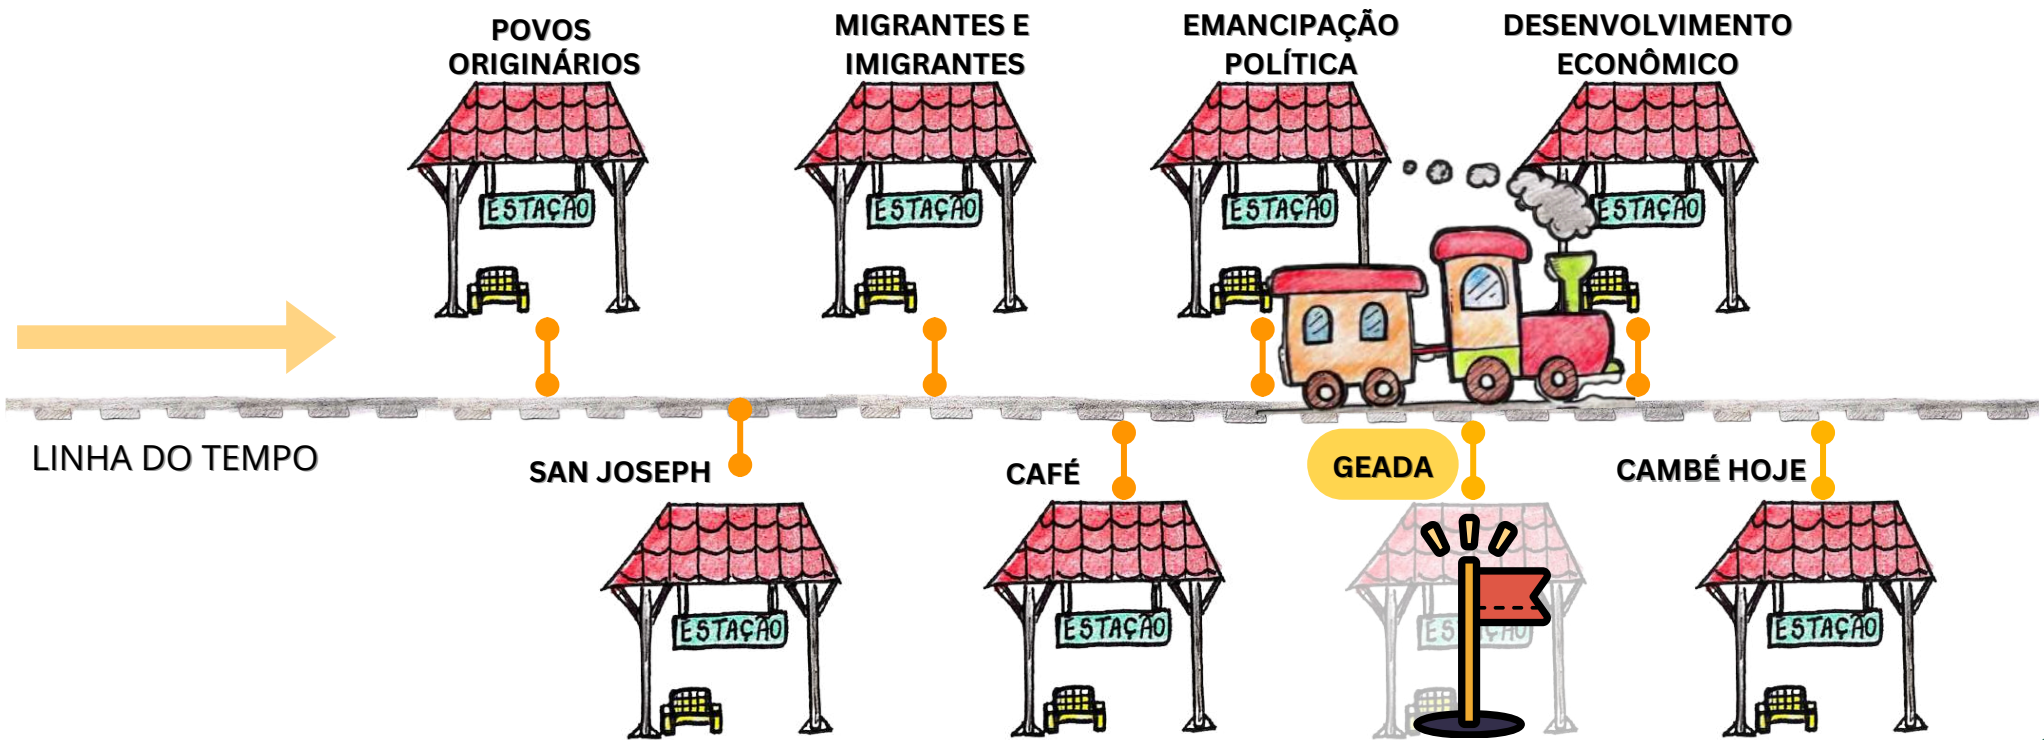 POVOS
ORIGINÁRIOS
MIGRANTES E
IMIGRANTES
EMANCIPAÇÃO
POLÍTICA
DESENVOLVIMENTO
ECONÔMICO
ESTAÇÃO
ESTAÇÃO
ESTAÇÃO
ESTAÇÃO
LINHA DO TEMPO
SAN JOSEPH
CAFÉ
GEADA
CAMBÉ HOJE
ESTAÇÃO
ESTAÇÃO
ESTAÇÃO
ESTAÇÃO